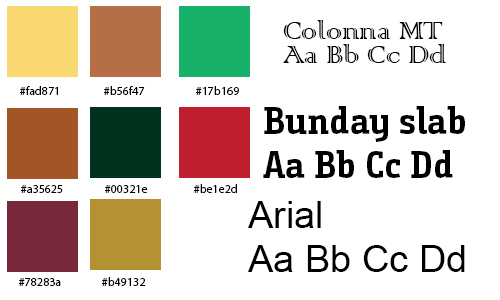 #fad871 #b56f47 #17b169
#a35625 #00321e #be1e2d
#78283a #b49132
Colonna MT
Aa Bb Cc Dd
Bunday slab
Aa Bb Cc Dd
Arial
Aa Bb Cc Dd